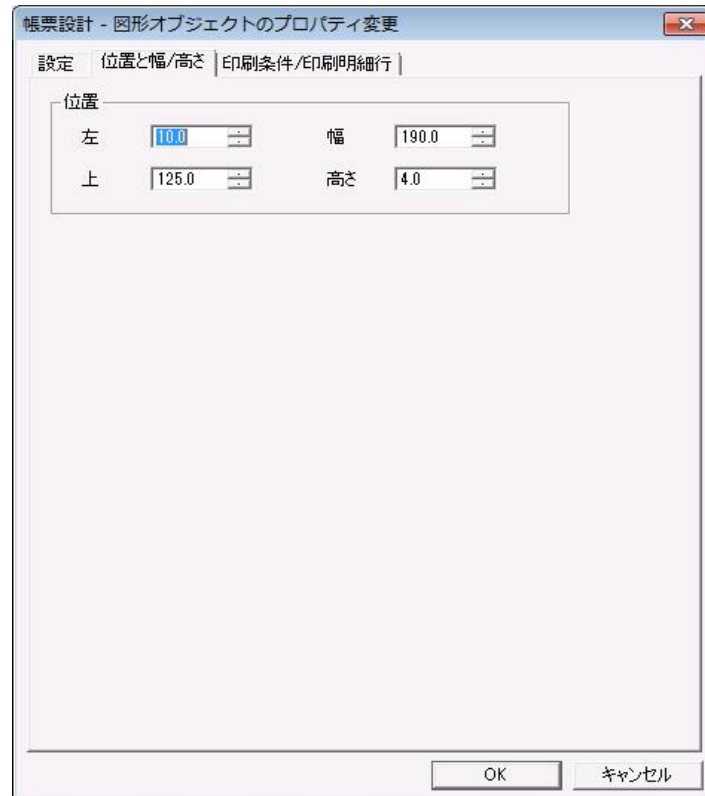 帳票設計 - 図形オブジェクトのプロパティ変更
設定 位置と幅/高さ 印刷条件/印刷明細行
位置
左 10.0 幅 190.0
上 125.0 高さ 4.0
OK キャンセル